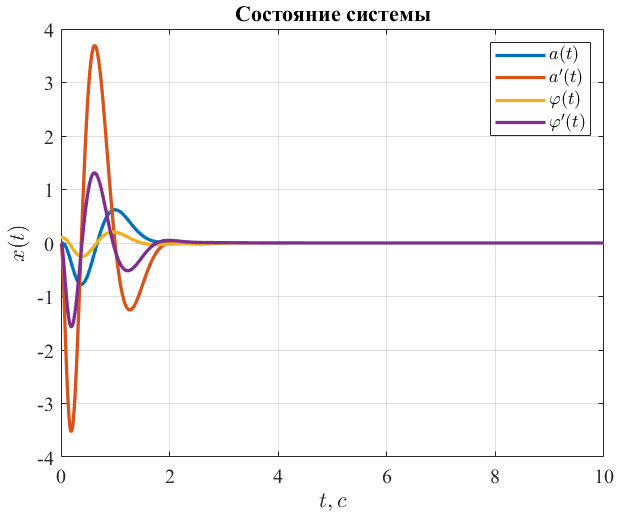 Состояние системы
4
3
2
1
0
-1
-2
-3
-4
x(t)
a(t)
a′(t)
φ(t)
φ′(t)
0 2 4 6 8 10
t, c